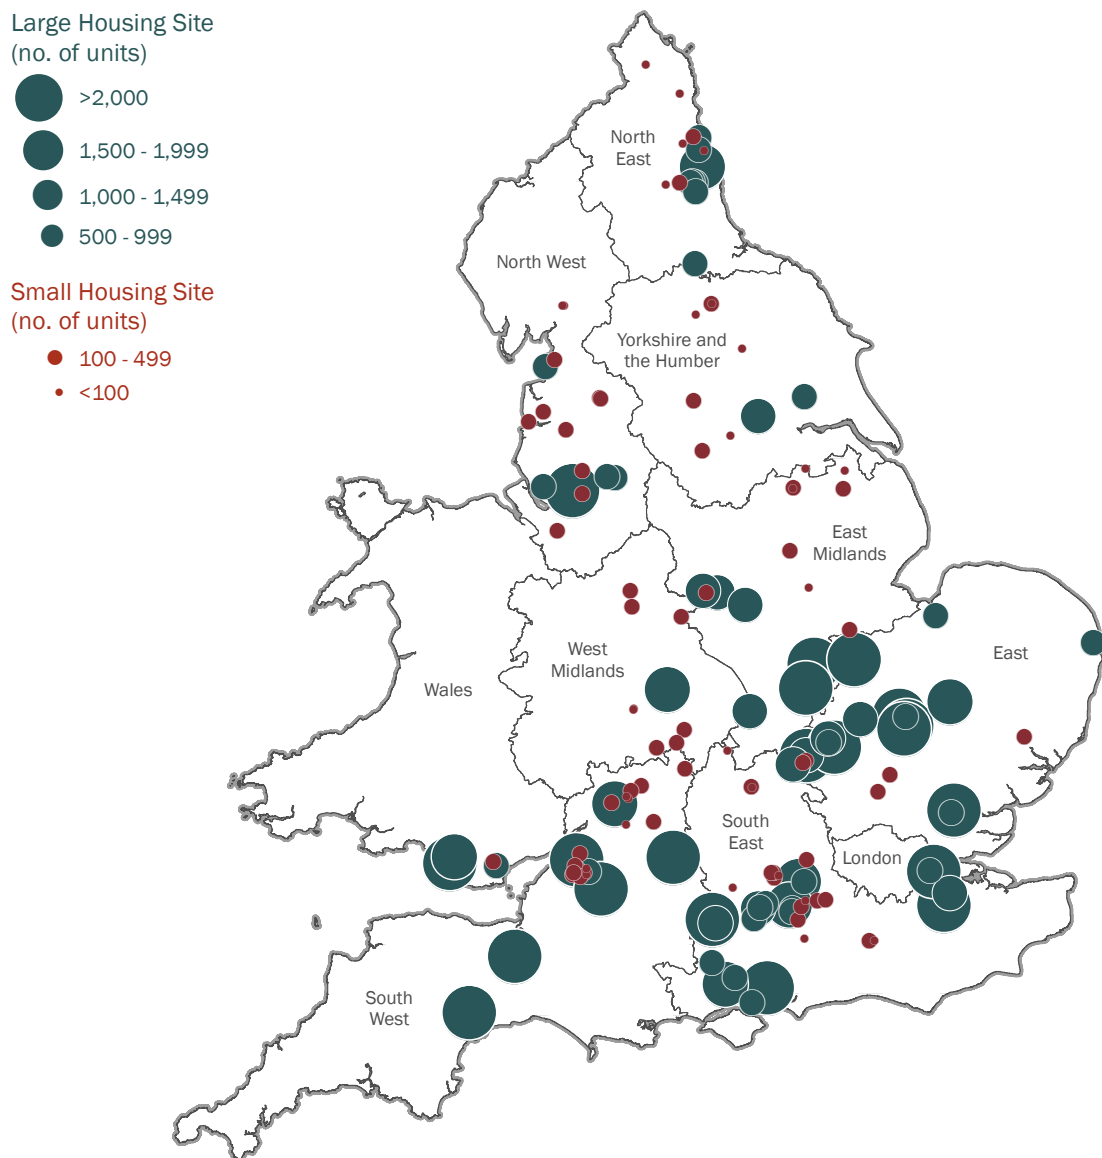 Large Housing Site
(no. of units)
>2,000
1,500 - 1,999
1,000 - 1,499
500 - 999
Small Housing Site
(no. of units)
100 - 499
<100
North
East
North West
Yorkshire and
the Humber
East
Midlands
West
Midlands
East
Wales
South
East
London
South
West